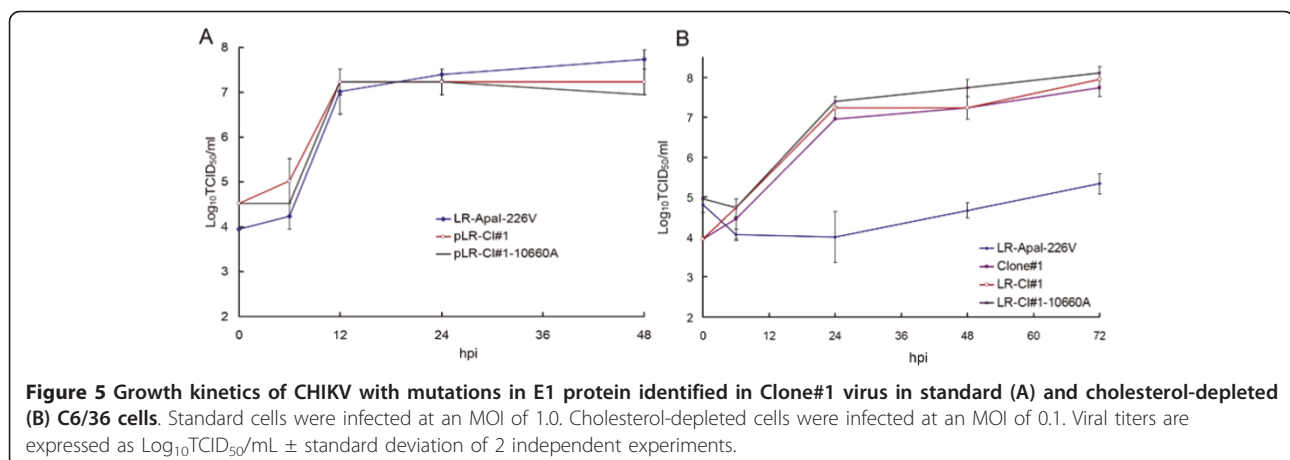 A
8
7
6
5
4
3
2
Log₁₀TCID₅₀/ml
0 12 24 36 48
hpi
LR-ApaI-226V
pLR-CI#1
pLR-CI#1-10660A
B
8
7
6
5
4
3
2
Log₁₀TCID₅₀/ml
0 12 24 36 48 60 72
hpi
LR-ApaI-226V
Clone#1
LR-CI#1
LR-CI#1-10660A
Figure 5 Growth kinetics of CHIKV with mutations in E1 protein identified in Clone#1 virus in standard (A) and cholesterol-depleted
(B) C6/36 cells. Standard cells were infected at an MOI of 1.0. Cholesterol-depleted cells were infected at an MOI of 0.1. Viral titers are
expressed as Log₁₀TCID₅₀/mL ± standard deviation of 2 independent experiments.